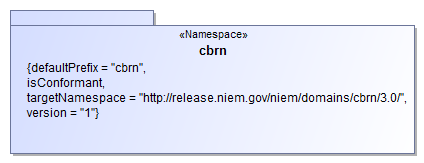 «Namespace»
cbrn
{defaultPrefix = "cbrn",
isConformant,
targetNamespace = "http://release.niem.gov/niem/domains/cbrn/3.0/",
version = "1"}